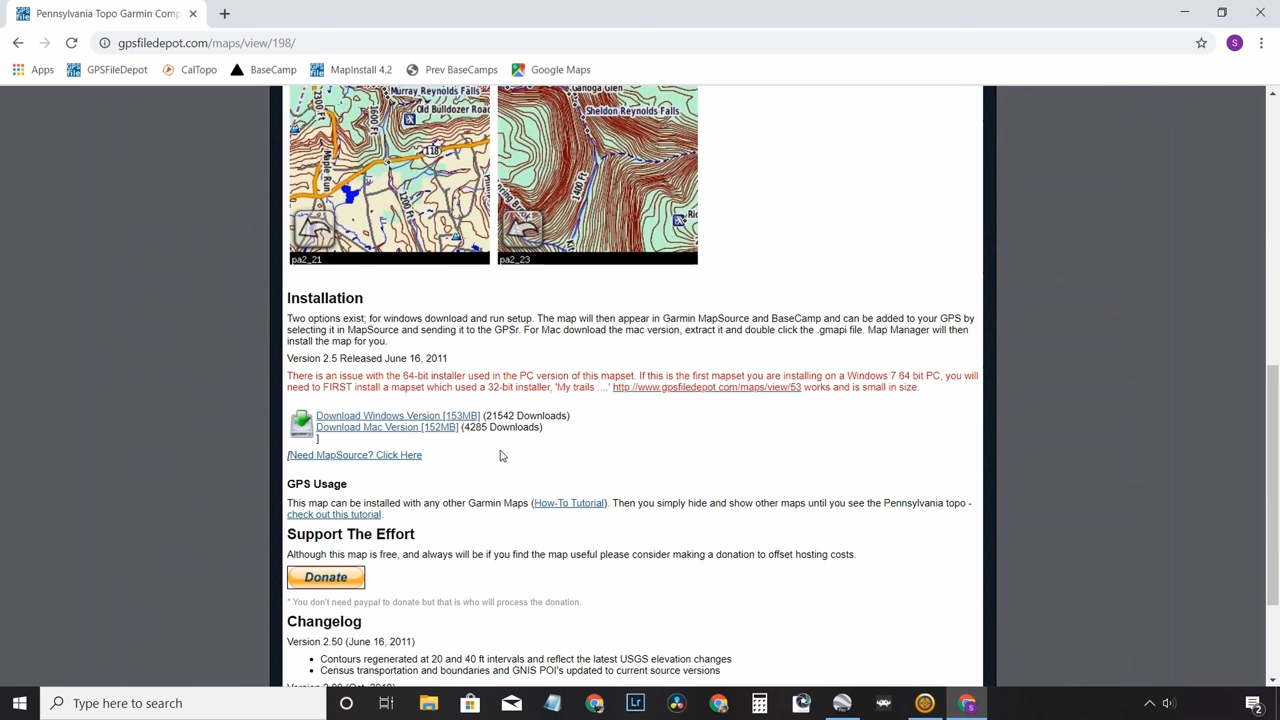 Pennsylvania Topo Garmin Comp
gpsfiledepot.com/maps/view/198/
S
Apps GPSFileDepot CalTopo BaseCamp MapInstall 4.2 Prev BaseCamps Google Maps
Murray Reynolds Falls
Old Bulldozer Road
2300 Ft
1600 Ft
118
Maple Run
1200 Ft
pa2_21
Ganoga Glen
Sheldon Reynolds Falls
1400 Ft
pa2_23
Installation
Two options exist; for windows download and run setup. The map will then appear in Garmin MapSource and BaseCamp and can be added to your GPS by
selecting it in MapSource and sending it to the GPSr. For Mac download the mac version, extract it and double click the .gmapi file. Map Manager will then
install the map for you.
Version 2.5 Released June 16, 2011
There is an issue with the 64-bit installer used in the PC version of this mapset. If this is the first mapset you are installing on a Windows 7 64 bit PC, you will
need to FIRST install a mapset which used a 32-bit installer, 'My trails ....' http://www.gpsfiledepot.com/maps/view/53 works and is small in size.
Download Windows Version [153MB] (21542 Downloads)
Download Mac Version [152MB] (4285 Downloads)
]
[Need MapSource? Click Here
GPS Usage
This map can be installed with any other Garmin Maps (How-To Tutorial). Then you simply hide and show other maps until you see the Pennsylvania topo -
check out this tutorial.
Support The Effort
Although this map is free, and always will be if you find the map useful please consider making a donation to offset hosting costs.
Donate
* You don't need paypal to donate but that is who will process the donation.
Changelog
Version 2.50 (June 16, 2011)
• Contours regenerated at 20 and 40 ft intervals and reflect the latest USGS elevation changes
• Census transportation and boundaries and GNIS POI's updated to current source versions
Type here to search
Lr
2